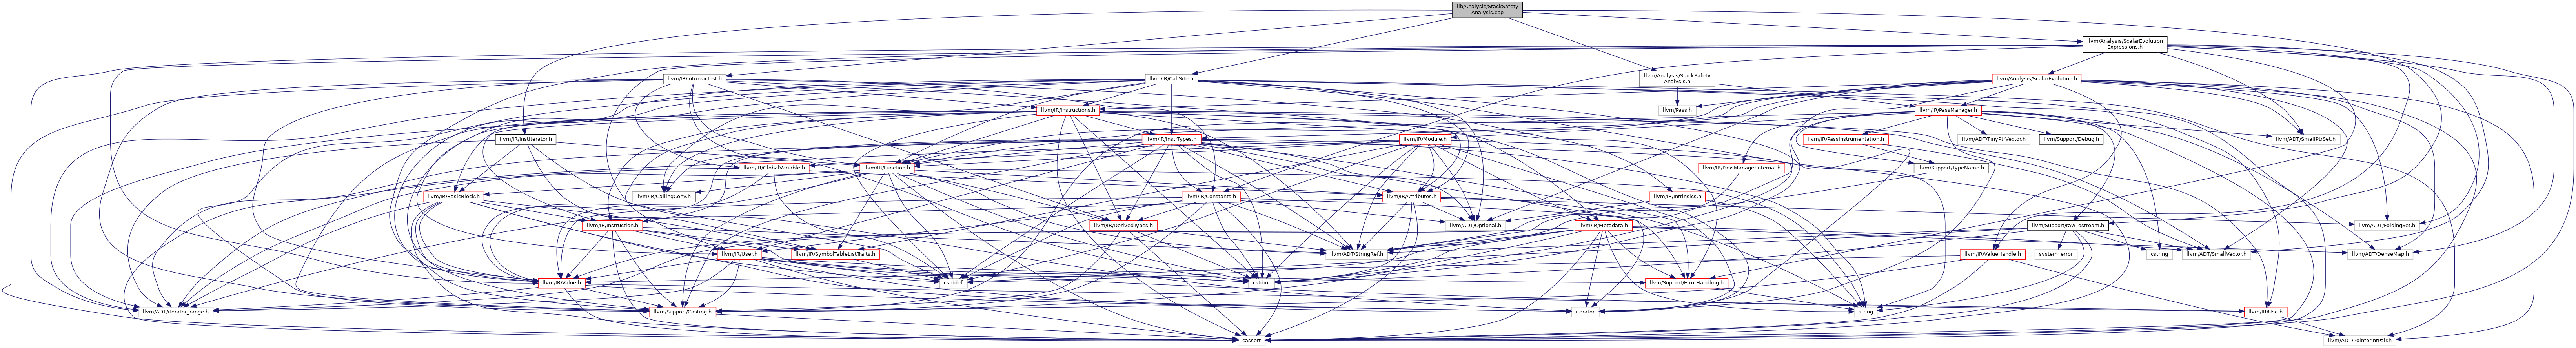 lib/Analysis/StackSafety
Analysis.cpp
llvm/Analysis/ScalarEvolution
Expressions.h
llvm/IR/IntrinsicInst.h
llvm/IR/CallSite.h
llvm/Analysis/StackSafety
Analysis.h
llvm/Analysis/ScalarEvolution.h
llvm/IR/Instructions.h
llvm/Pass.h
llvm/IR/PassManager.h
llvm/IR/InstIterator.h
llvm/IR/InstrTypes.h
llvm/IR/Module.h
llvm/IR/PassInstrumentation.h
llvm/ADT/TinyPtrVector.h
llvm/Support/Debug.h
llvm/ADT/SmallPtrSet.h
llvm/IR/GlobalVariable.h
llvm/IR/Function.h
llvm/IR/PassManagerInternal.h
llvm/Support/TypeName.h
llvm/IR/BasicBlock.h
llvm/IR/CallingConv.h
llvm/IR/Constants.h
llvm/IR/Attributes.h
llvm/IR/Intrinsics.h
llvm/IR/Instruction.h
llvm/IR/DerivedTypes.h
llvm/ADT/Optional.h
llvm/IR/Metadata.h
llvm/Support/raw_ostream.h
llvm/ADT/FoldingSet.h
llvm/IR/User.h
llvm/IR/SymbolTableListTraits.h
llvm/ADT/StringRef.h
llvm/IR/ValueHandle.h
system_error
cstring
llvm/ADT/SmallVector.h
llvm/ADT/DenseMap.h
llvm/IR/Value.h
cstddef
cstdint
llvm/Support/ErrorHandling.h
llvm/ADT/iterator_range.h
llvm/Support/Casting.h
iterator
string
llvm/IR/Use.h
cassert
llvm/ADT/PointerIntPair.h